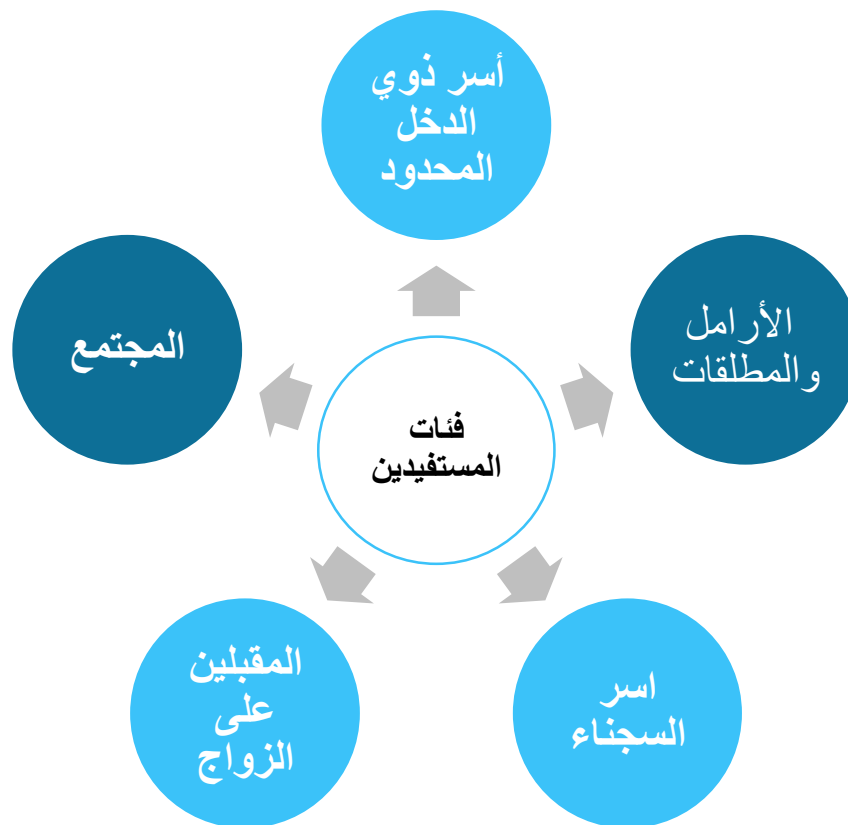 أسر ذوي
الدخل
المحدود
الأرامل
والمطلقات
المجتمع
فئات
المستفيدين
المقبلين
على
الزواج
اسر
السجناء